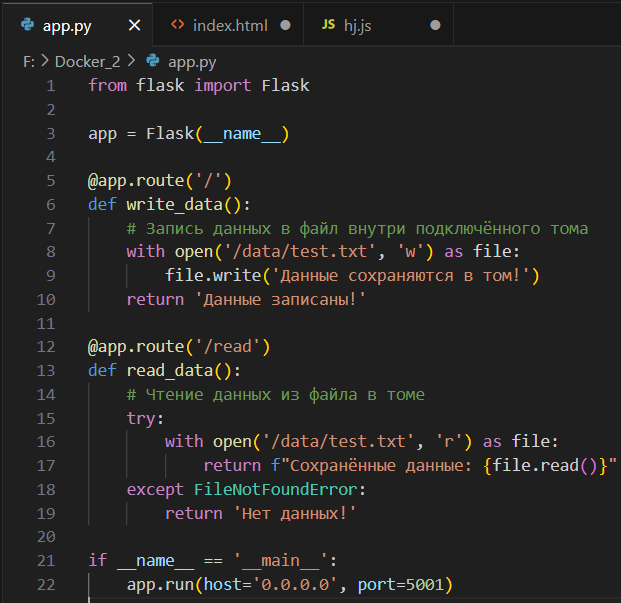 app.py × <> index.html ● JS hj.js ●
F: > Docker_2 > app.py
1 from flask import Flask
2
3 app = Flask(__name__)
4
5 @app.route('/')
6 def write_data():
7     # Запись данных в файл внутри подключённого тома
8     with open('/data/test.txt', 'w') as file:
9         file.write('Данные сохраняются в том!')
10     return 'Данные записаны!'
11
12 @app.route('/read')
13 def read_data():
14     # Чтение данных из файла в томе
15     try:
16         with open('/data/test.txt', 'r') as file:
17             return f"Сохранённые данные: {file.read()}"
18     except FileNotFoundError:
19         return 'Нет данных!'
20
21 if __name__ == '__main__':
22     app.run(host='0.0.0.0', port=5001)